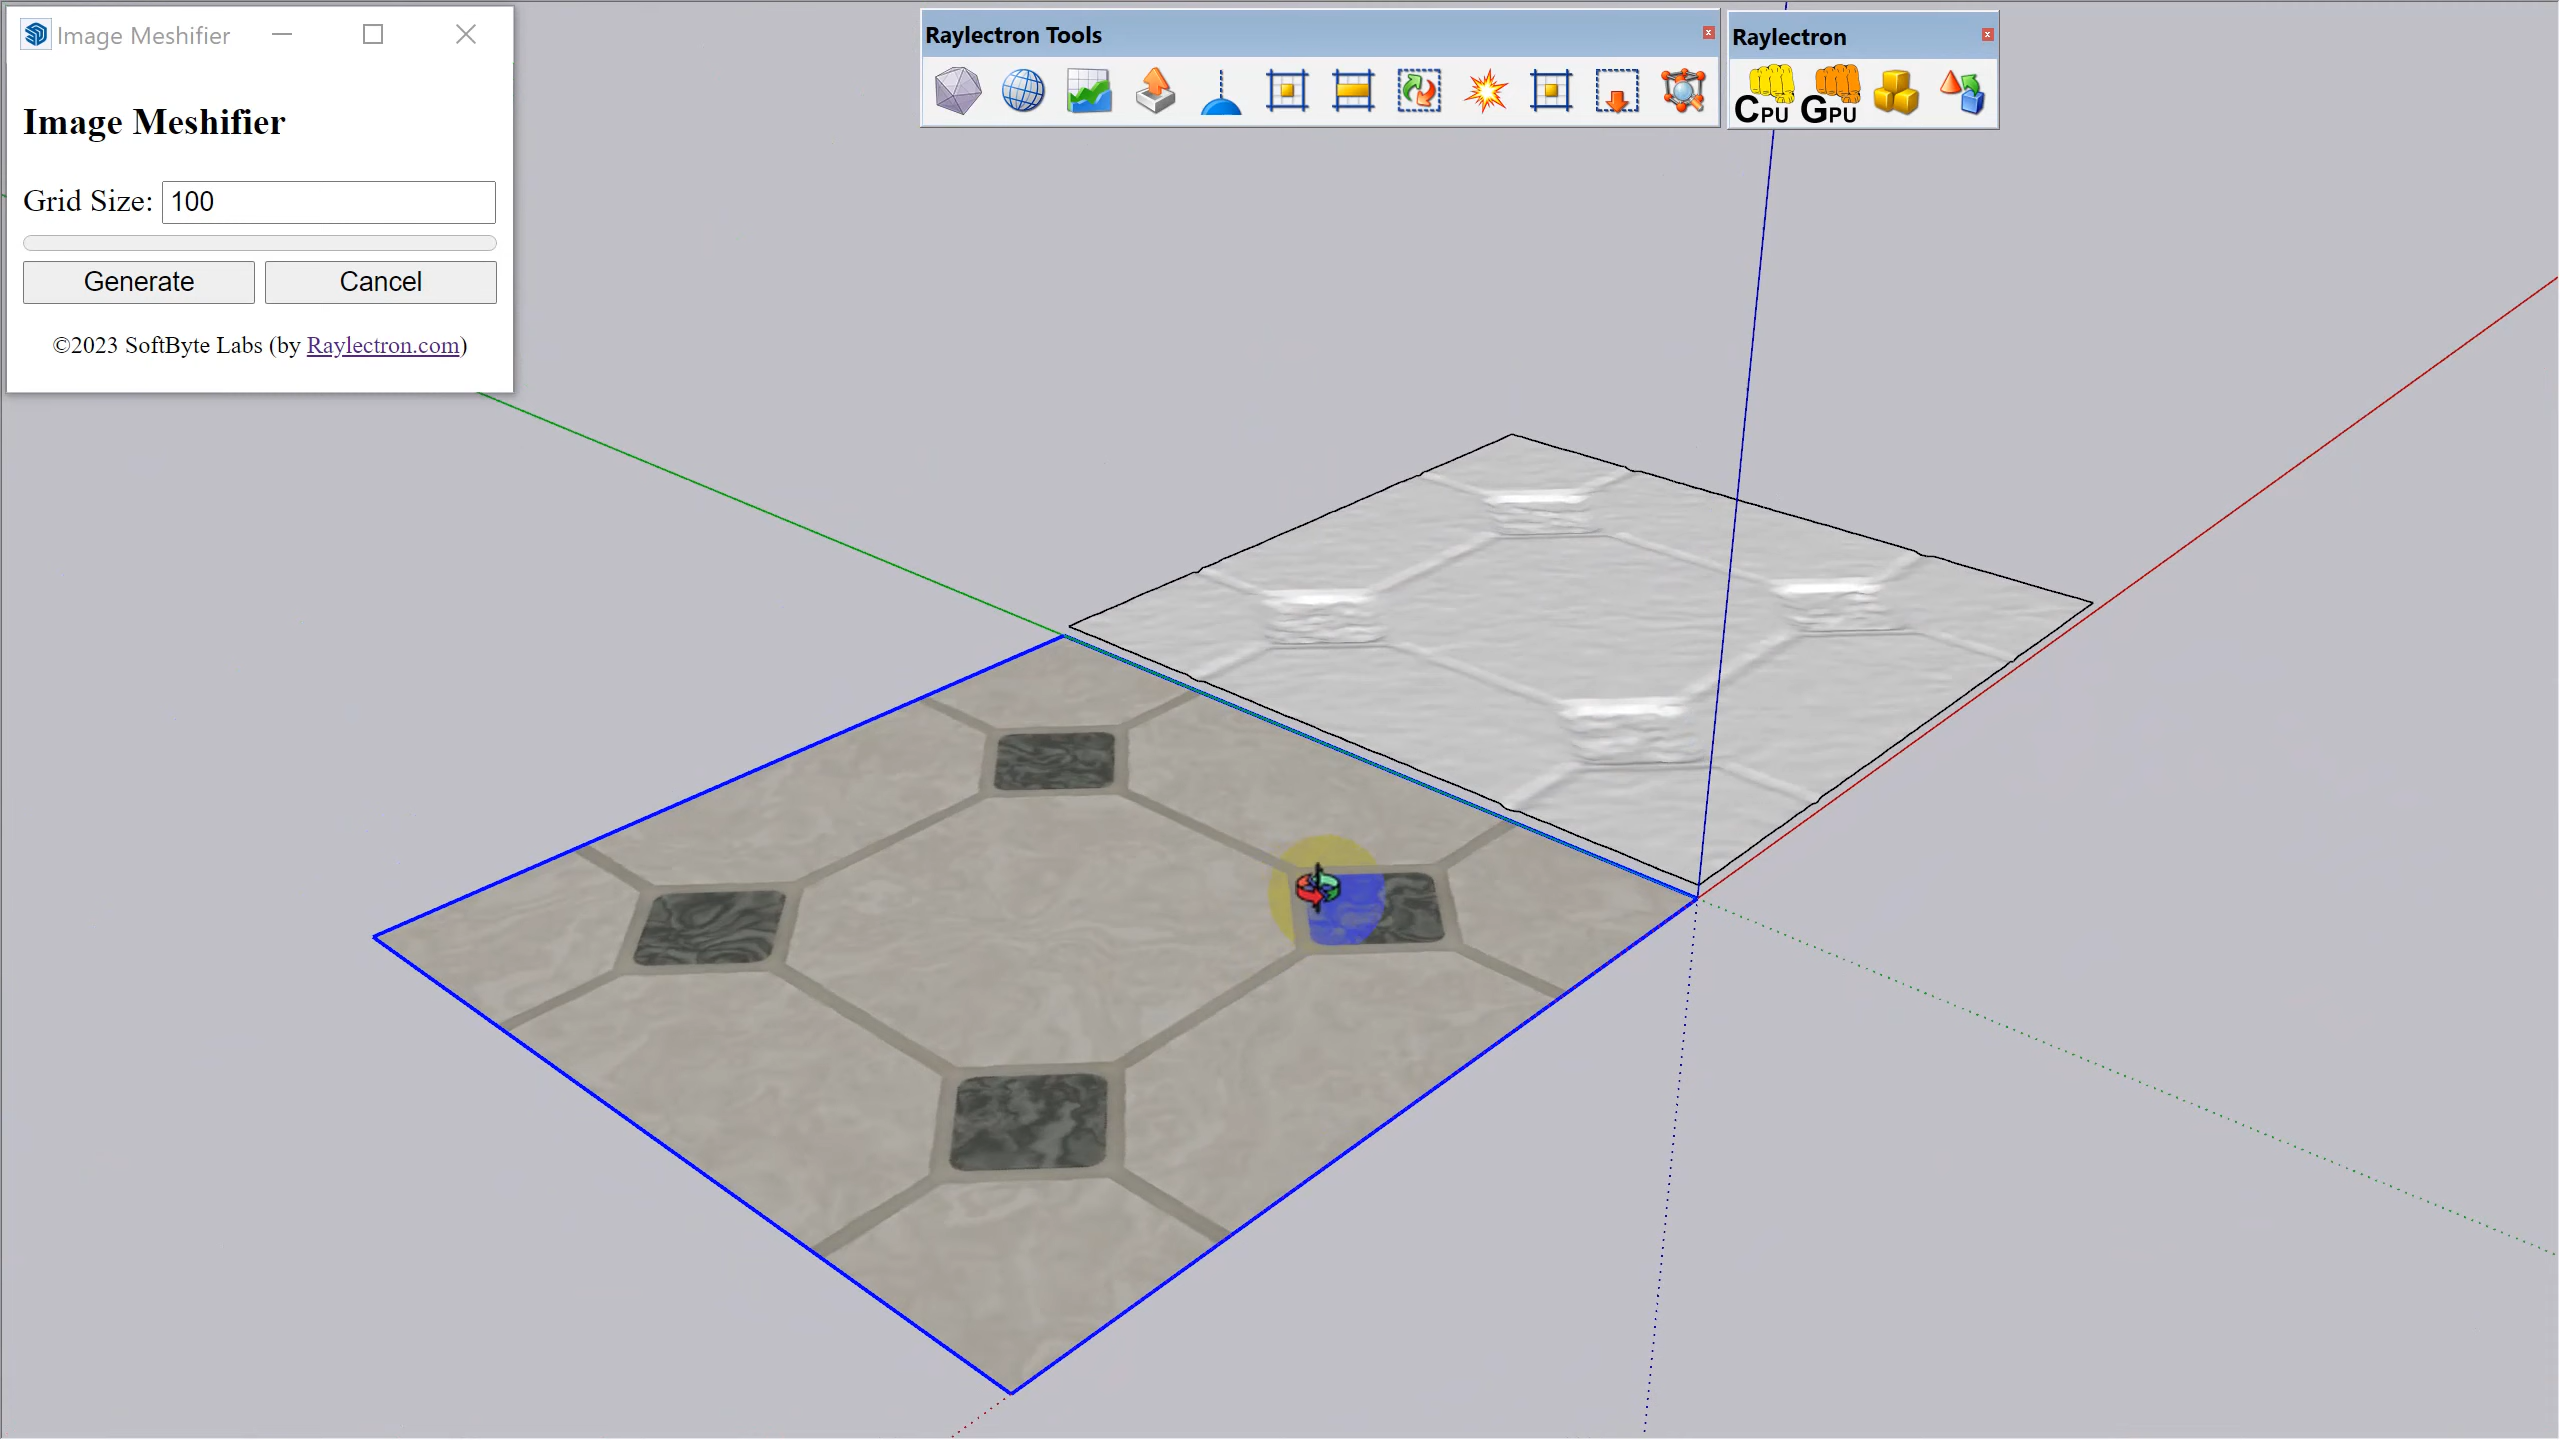 Image Meshifier
Image Meshifier
Grid Size: 100
Generate Cancel
©2023 SoftByte Labs (by Raylectron.com)
Raylectron Tools
Raylectron
CPU GPU